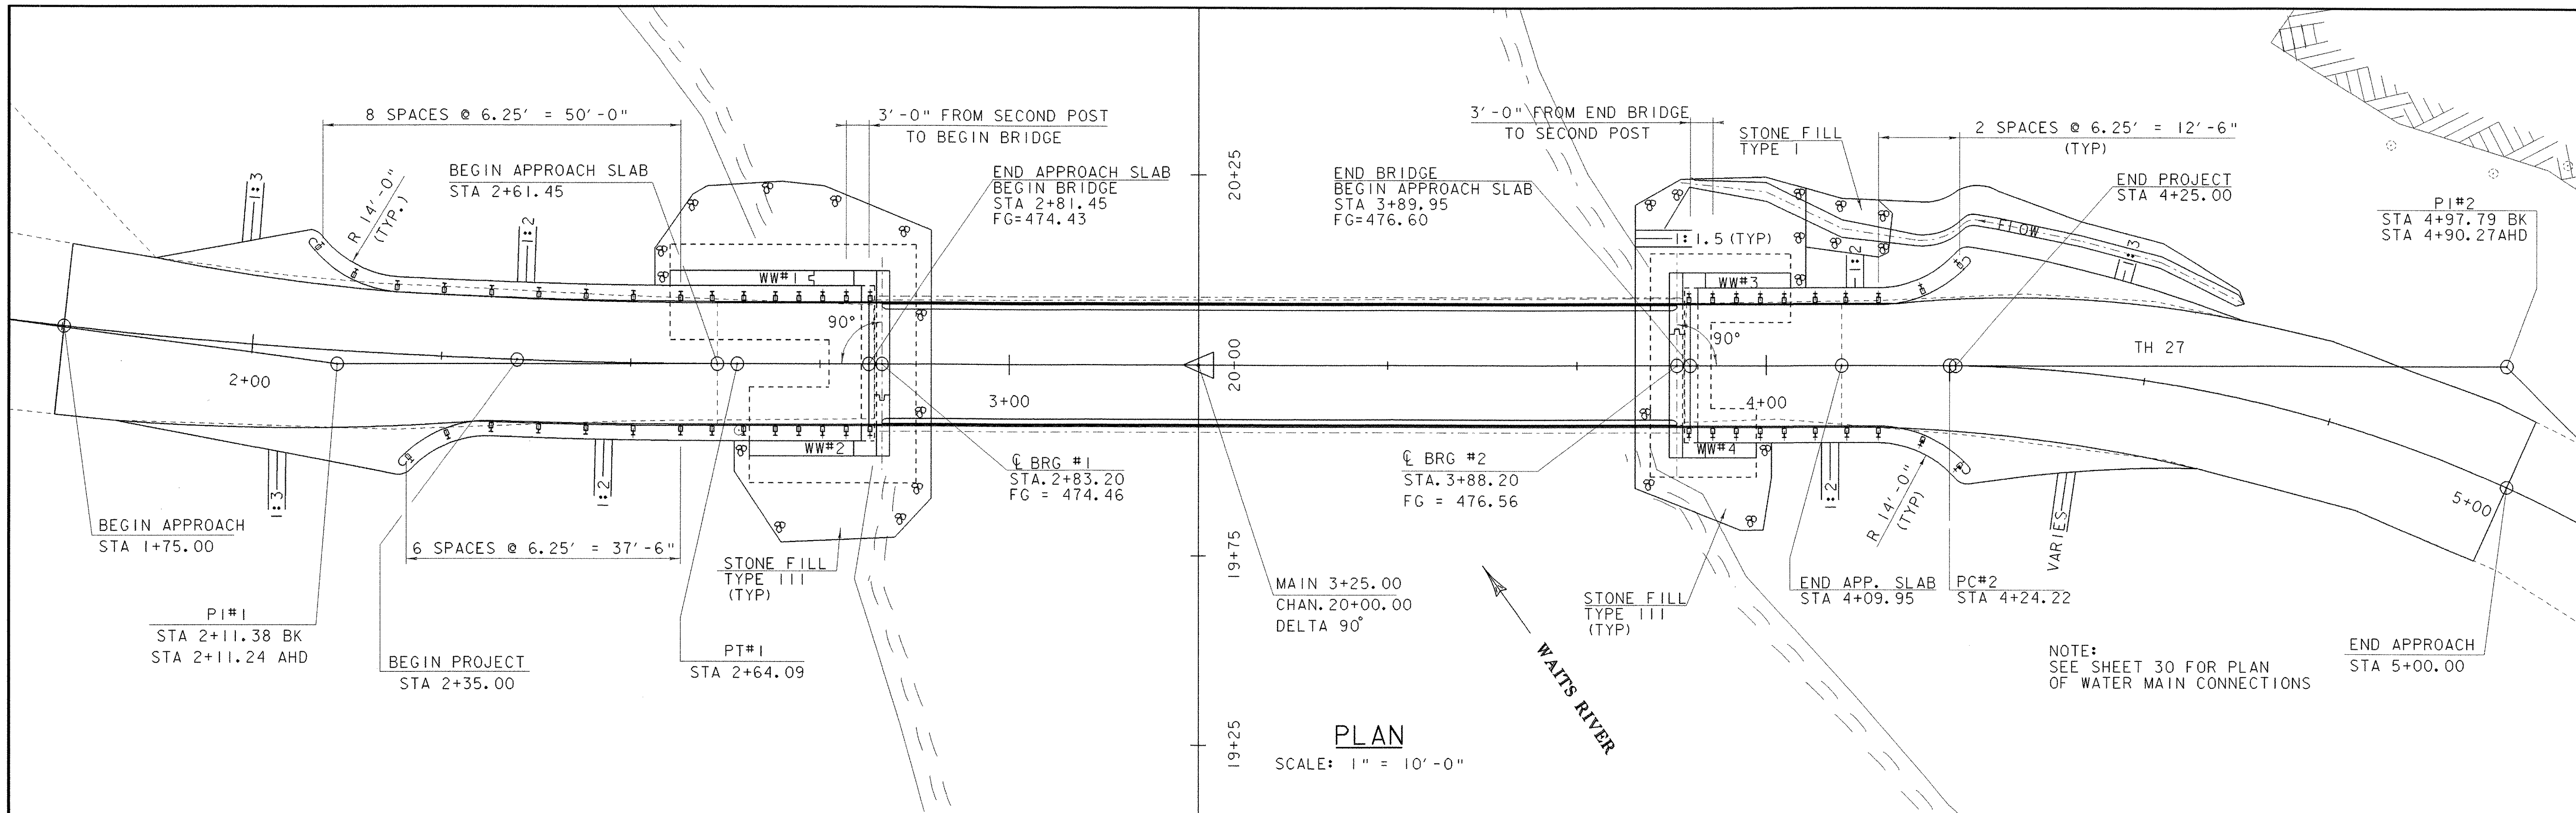 8 SPACES @ 6.25' = 50'-0"
3'-0" FROM SECOND POST
TO BEGIN BRIDGE
3'-0" FROM END BRIDGE
TO SECOND POST
STONE FILL
TYPE I
2 SPACES @ 6.25' = 12'-6"
(TYP)
1:3
R 14'-0"
(TYP.)
1:2
BEGIN APPROACH SLAB
STA 2+61.45
END APPROACH SLAB
BEGIN BRIDGE
STA 2+81.45
FG=474.43
20+25
END BRIDGE
BEGIN APPROACH SLAB
STA 3+89.95
FG=476.60
END PROJECT
STA 4+25.00
PI#2
STA 4+97.79 BK
STA 4+90.27AHD
1:1.5 (TYP)
FLOW
1:2
1:3
WW#1
WW#3
90°
90°
2+00
3+00
20+00
4+00
TH 27
WW#2
WW#4
1:3
1:2
1:2
R 14'-0"
(TYP)
VARIES
5+00
BEGIN APPROACH
STA 1+75.00
6 SPACES @ 6.25' = 37'-6"
STONE FILL
TYPE III
(TYP)
℄ BRG #1
STA.2+83.20
FG = 474.46
℄ BRG #2
STA.3+88.20
FG = 476.56
19+75
MAIN 3+25.00
CHAN.20+00.00
DELTA 90°
STONE FILL
TYPE III
(TYP)
END APP. SLAB
STA 4+09.95
PC#2
STA 4+24.22
PI#1
STA 2+11.38 BK
STA 2+11.24 AHD
BEGIN PROJECT
STA 2+35.00
PT#1
STA 2+64.09
WAITS RIVER
NOTE:
SEE SHEET 30 FOR PLAN
OF WATER MAIN CONNECTIONS
END APPROACH
STA 5+00.00
19+25
PLAN
SCALE: 1" = 10'-0"